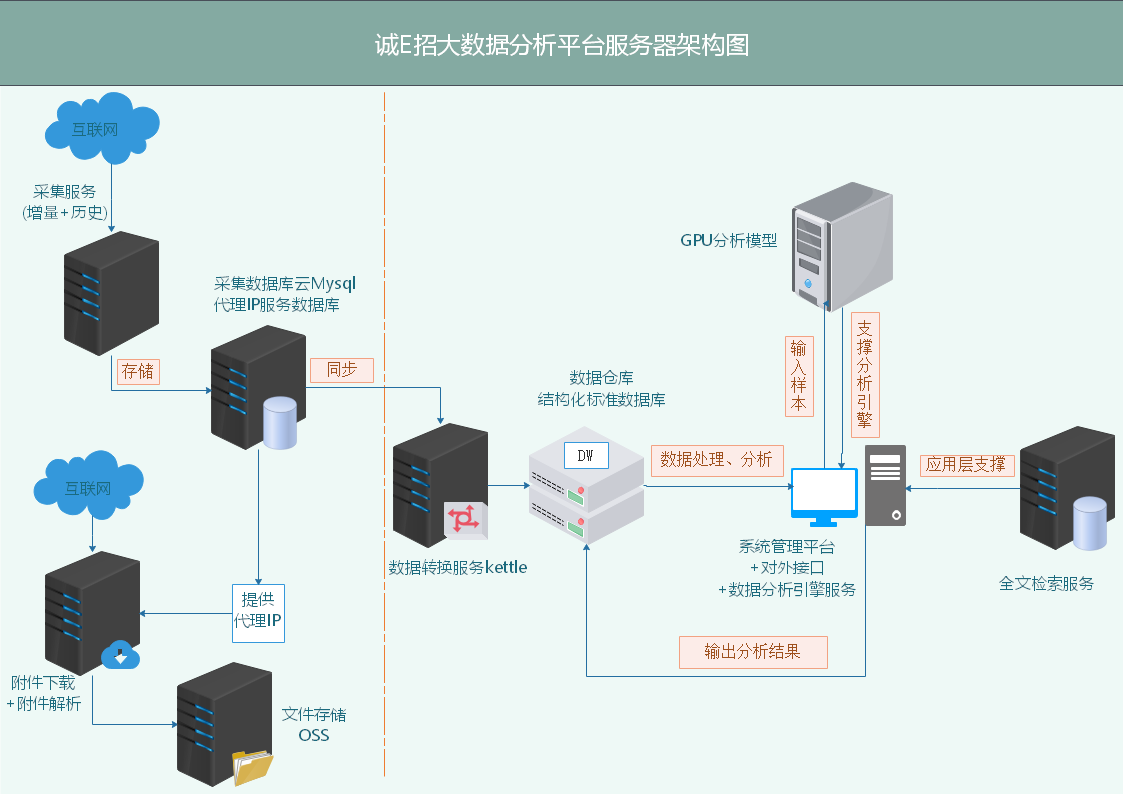 诚E招大数据分析平台服务器架构图
互联网
采集服务
(增量+历史)
采集数据库云Mysql
代理IP服务数据库
存储
同步
互联网
提供
代理IP
附件下载
+附件解析
文件存储
OSS
数据转换服务kettle
数据仓库
结构化标准数据库
DW
数据处理、分析
GPU分析模型
输入样本
支撑分析引擎
应用层支撑
系统管理平台
+对外接口
+数据分析引擎服务
全文检索服务
输出分析结果